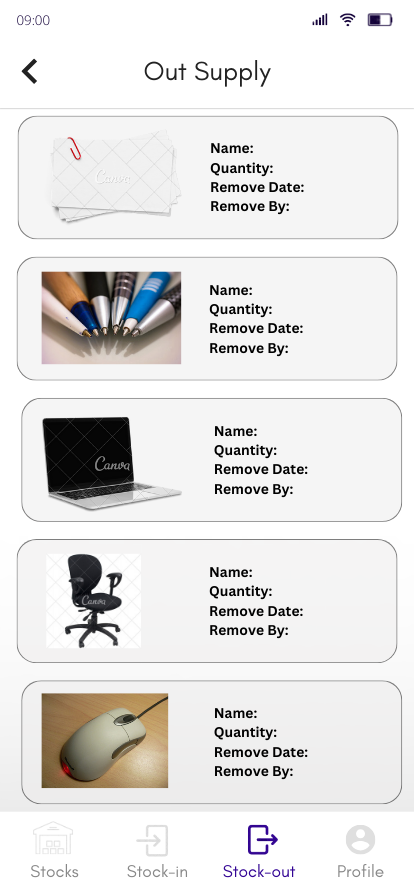 09:00
Out Supply
Canva
Name:
Quantity:
Remove Date:
Remove By:
Name:
Quantity:
Remove Date:
Remove By:
Canva
Name:
Quantity:
Remove Date:
Remove By:
Canva
Name:
Quantity:
Remove Date:
Remove By:
Name:
Quantity:
Remove Date:
Remove By:
Stocks
Stock-in
Stock-out
Profile